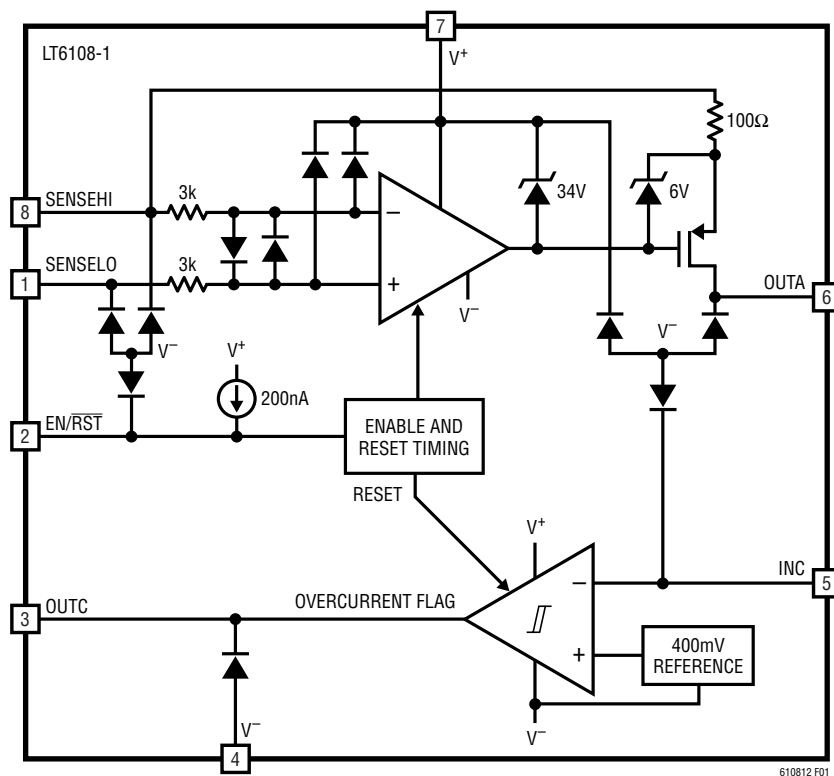 7
LT6108-1
V+
100Ω
34V
6V
3k
8 SENSEHI
–
3k
1 SENSELO
+
V–
OUTA 6
V–
V–
V+
200nA
2 EN/R̅S̅T̅
ENABLE AND
RESET TIMING
RESET
V+
INC 5
–
3 OUTC
OVERCURRENT FLAG
+
400mV
REFERENCE
V–
V–
4
610812 F01